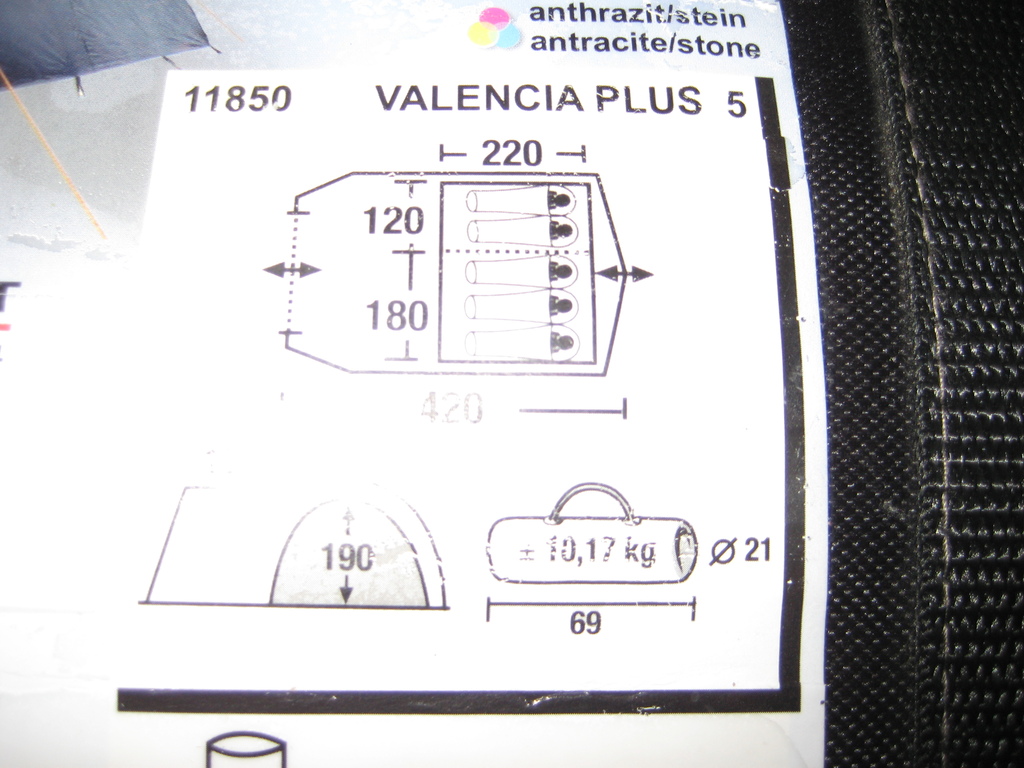 anthrazit/stein
antracite/stone
11850 VALENCIA PLUS 5
220
120
180
420
190
± 10,17 kg
Ø 21
69